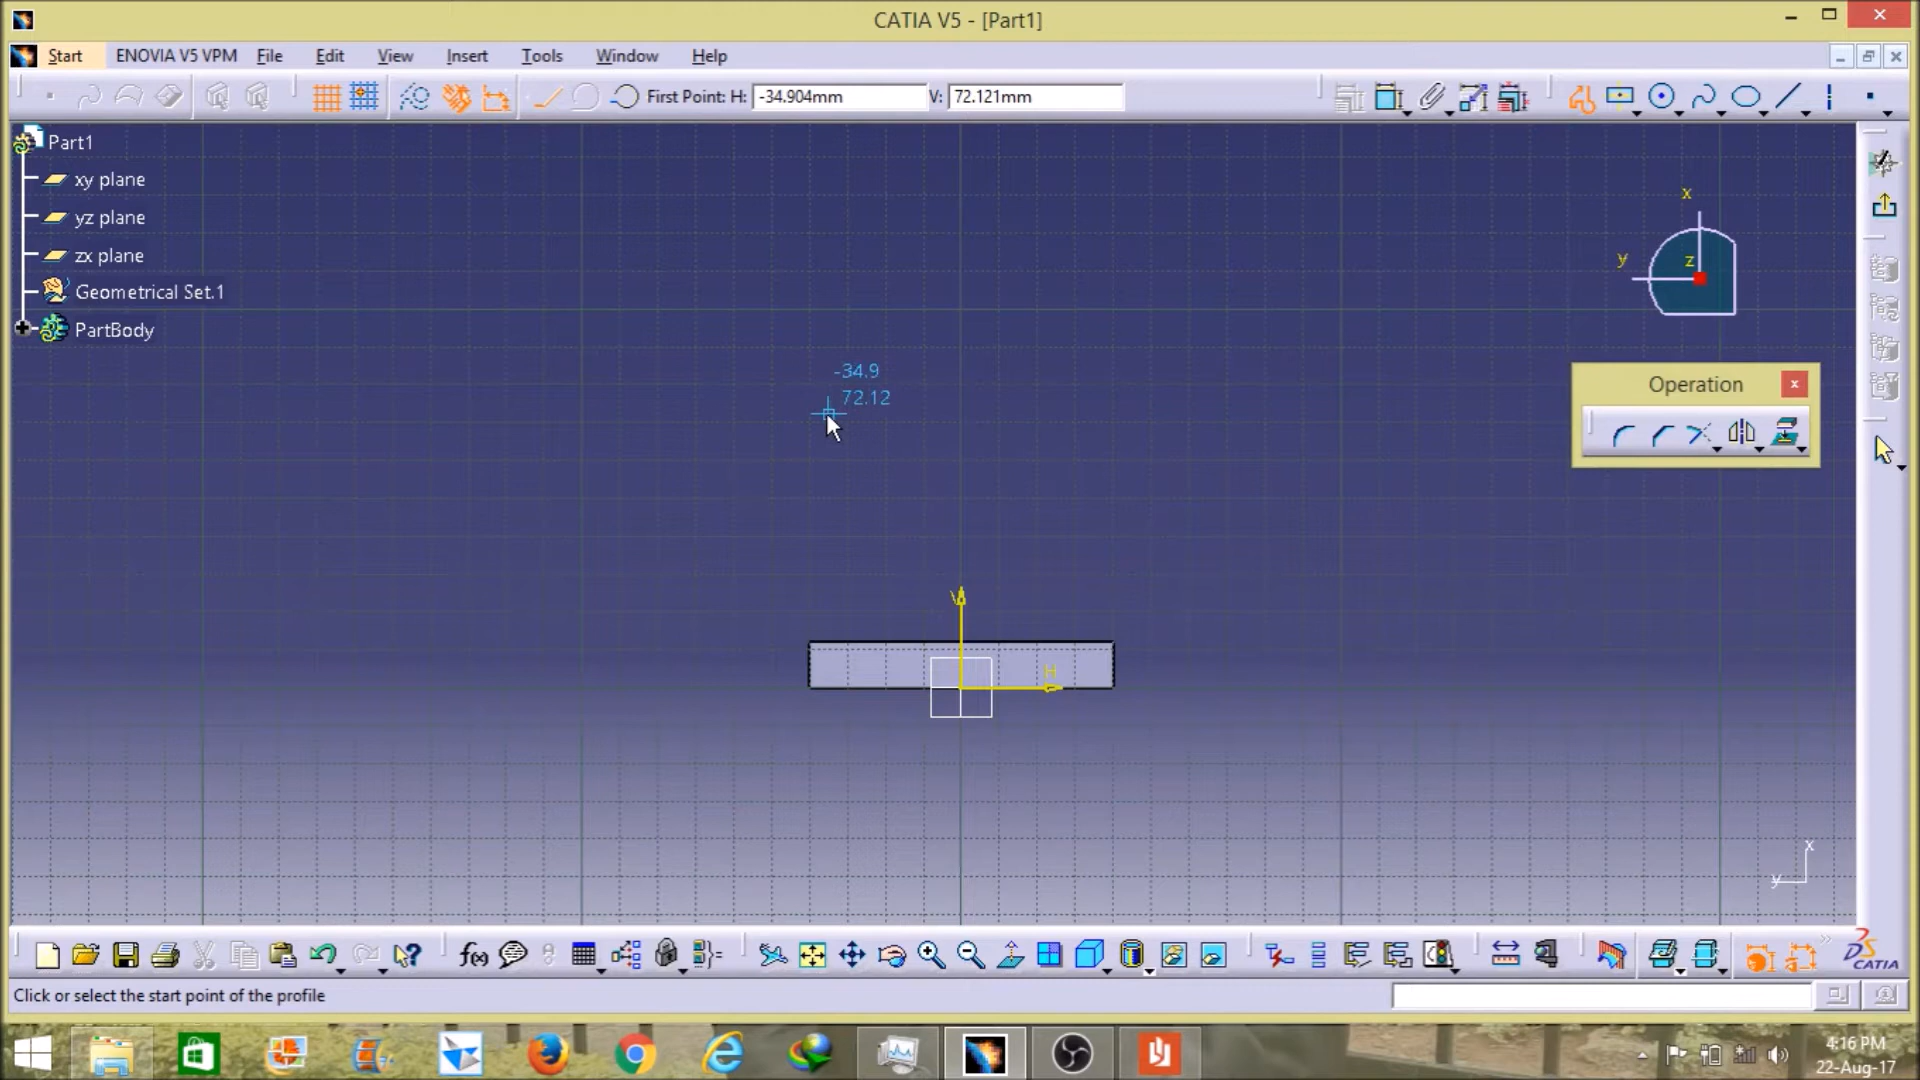 CATIA V5 - [Part1]
Start ENOVIA V5 VPM File Edit View Insert Tools Window Help
First Point: H: -34.904mm V: 72.121mm
Part1
xy plane
yz plane
zx plane
Geometrical Set.1
PartBody
x
y
z
-34.9
72.12
Operation
V
H
x
y
f(x)
CATIA
Click or select the start point of the profile
4:16 PM
22-Aug-17